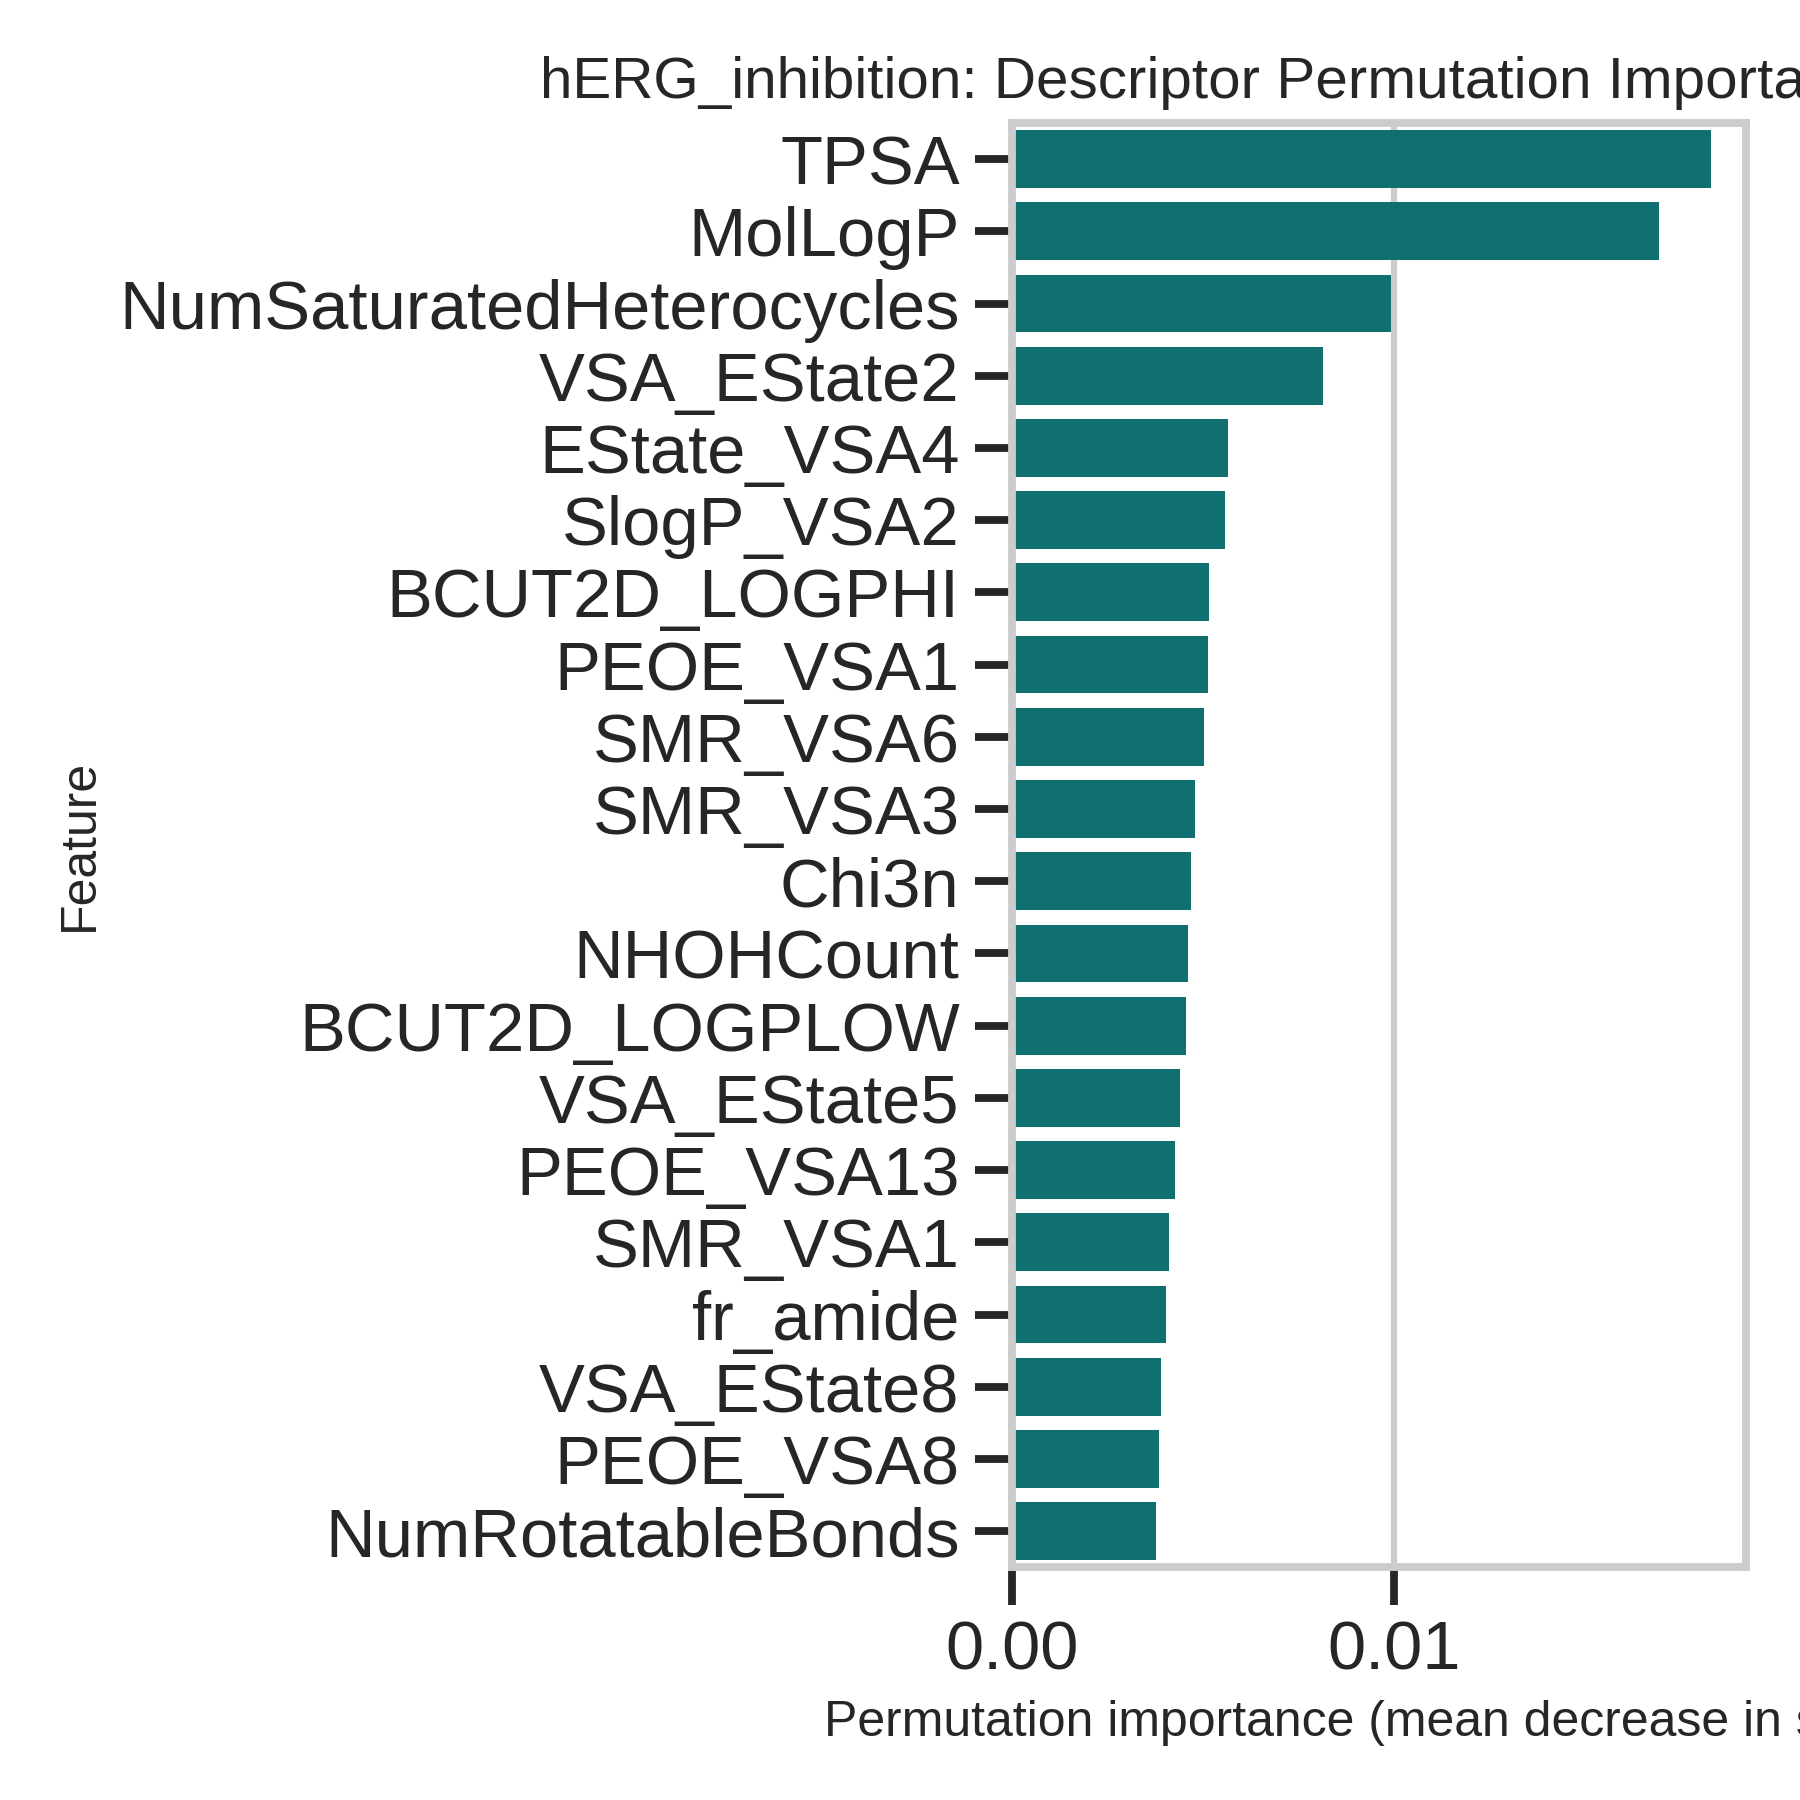 hERG_inhibition: Descriptor Permutation Importa
TPSA
MolLogP
NumSaturatedHeterocycles
VSA_EState2
EState_VSA4
SlogP_VSA2
BCUT2D_LOGPHI
PEOE_VSA1
SMR_VSA6
SMR_VSA3
Chi3n
NHOHCount
BCUT2D_LOGPLOW
VSA_EState5
PEOE_VSA13
SMR_VSA1
fr_amide
VSA_EState8
PEOE_VSA8
NumRotatableBonds
Feature
0.00 0.01
Permutation importance (mean decrease in